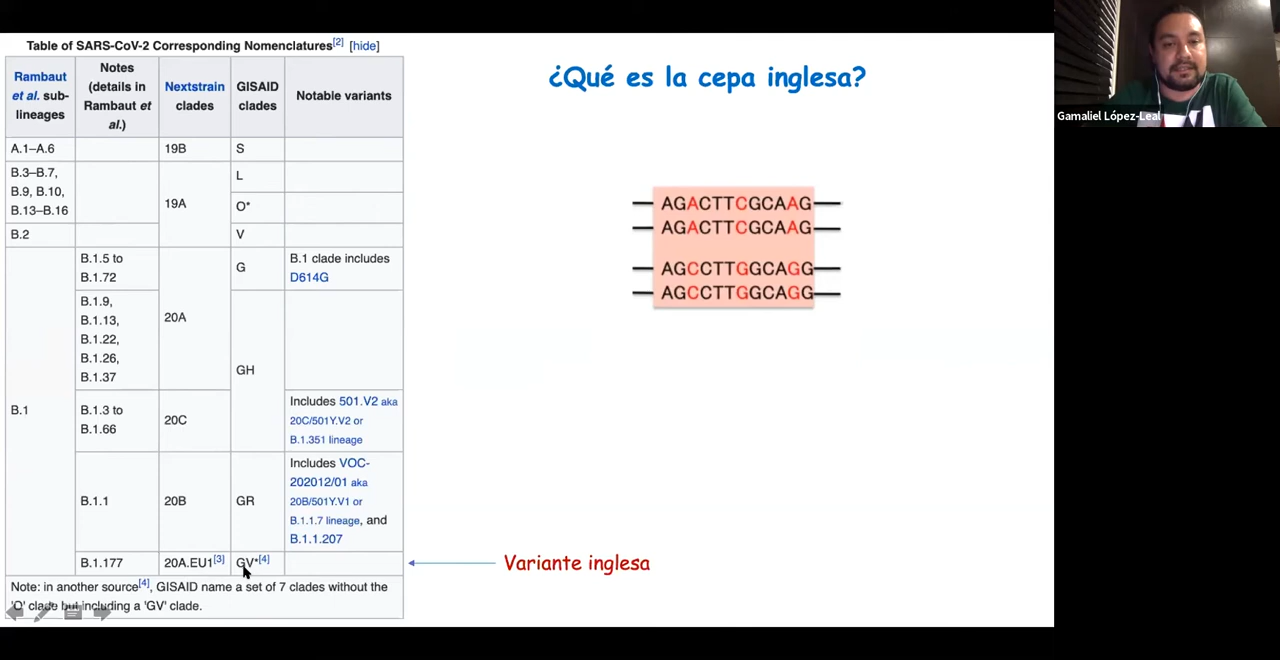 Table of SARS-CoV-2 Corresponding Nomenclatures[2] [hide]
Rambaut
et al. sub-
lineages
Notes
(details in
Rambaut et
al.)
Nextstrain
clades
GISAID
clades
Notable variants
A.1–A.6
19B
S
B.3–B.7,
B.9, B.10,
B.13–B.16
19A
L
O*
B.2
V
B.1
B.1.5 to
B.1.72
20A
G
B.1 clade includes
D614G
B.1.9,
B.1.13,
B.1.22,
B.1.26,
B.1.37
GH
B.1.3 to
B.1.66
20C
Includes 501.V2 aka
20C/501Y.V2 or
B.1.351 lineage
B.1.1
20B
GR
Includes VOC-
202012/01 aka
20B/501Y.V1 or
B.1.1.7 lineage, and
B.1.1.207
B.1.177
20A.EU1[3]
GV*[4]
Note: in another source[4], GISAID name a set of 7 clades without the
'O' clade but including a 'GV' clade.
¿Qué es la cepa inglesa?
AGACTTCGCAAG
AGACTTCGCAAG
AGCCTTGGCAGG
AGCCTTGGCAGG
Variante inglesa
Gamaliel López-Leal